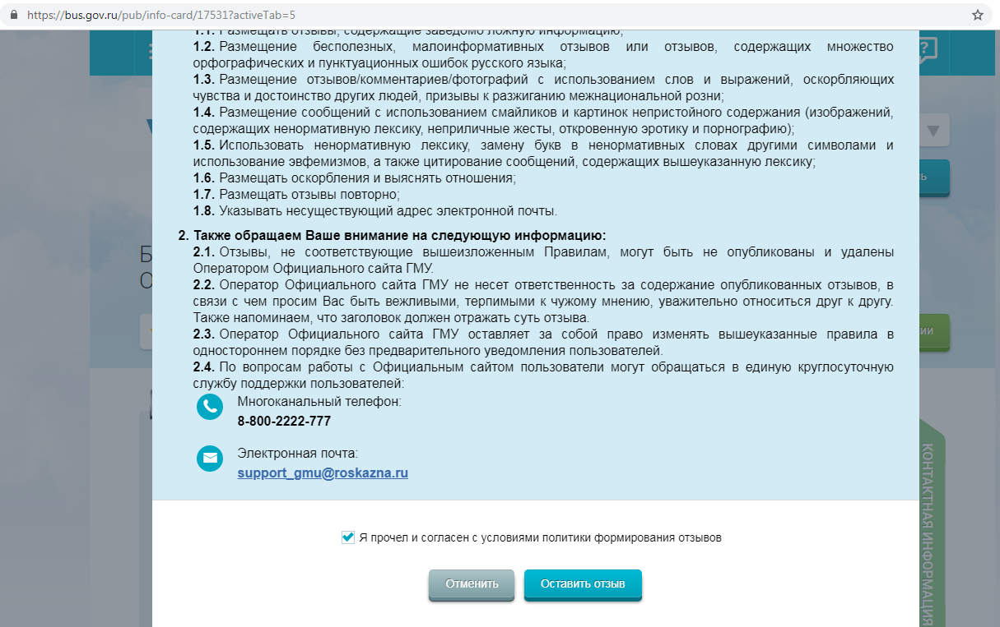 https://bus.gov.ru/pub/info-card/17531?activeTab=5
1.1. Размещать отзывы, содержащие заведомо ложную информацию;
1.2. Размещение бесполезных, малоинформативных отзывов или отзывов, содержащих множество
орфографических и пунктуационных ошибок русского языка;
1.3. Размещение отзывов/комментариев/фотографий с использованием слов и выражений, оскорбляющих
чувства и достоинство других людей, призывы к разжиганию межнациональной розни;
1.4. Размещение сообщений с использованием смайликов и картинок непристойного содержания (изображений,
содержащих ненормативную лексику, неприличные жесты, откровенную эротику и порнографию);
1.5. Использовать ненормативную лексику, замену букв в ненормативных словах другими символами и
использование эвфемизмов, а также цитирование сообщений, содержащих вышеуказанную лексику;
1.6. Размещать оскорбления и выяснять отношения;
1.7. Размещать отзывы повторно;
1.8. Указывать несуществующий адрес электронной почты.
2. Также обращаем Ваше внимание на следующую информацию:
2.1. Отзывы, не соответствующие вышеизложенным Правилам, могут быть не опубликованы и удалены
Оператором Официального сайта ГМУ.
2.2. Оператор Официального сайта ГМУ не несет ответственность за содержание опубликованных отзывов, в
связи с чем просим Вас быть вежливыми, терпимыми к чужому мнению, уважительно относиться друг к другу.
Также напоминаем, что заголовок должен отражать суть отзыва.
2.3. Оператор Официального сайта ГМУ оставляет за собой право изменять вышеуказанные правила в
одностороннем порядке без предварительного уведомления пользователей.
2.4. По вопросам работы с Официальным сайтом пользователи могут обращаться в единую круглосуточную
службу поддержки пользователей:
Многоканальный телефон:
8-800-2222-777
Электронная почта:
support_gmu@roskazna.ru
КОНТАКТНАЯ ИНФОРМАЦИЯ
Я прочел и согласен с условиями политики формирования отзывов
Отменить
Оставить отзыв